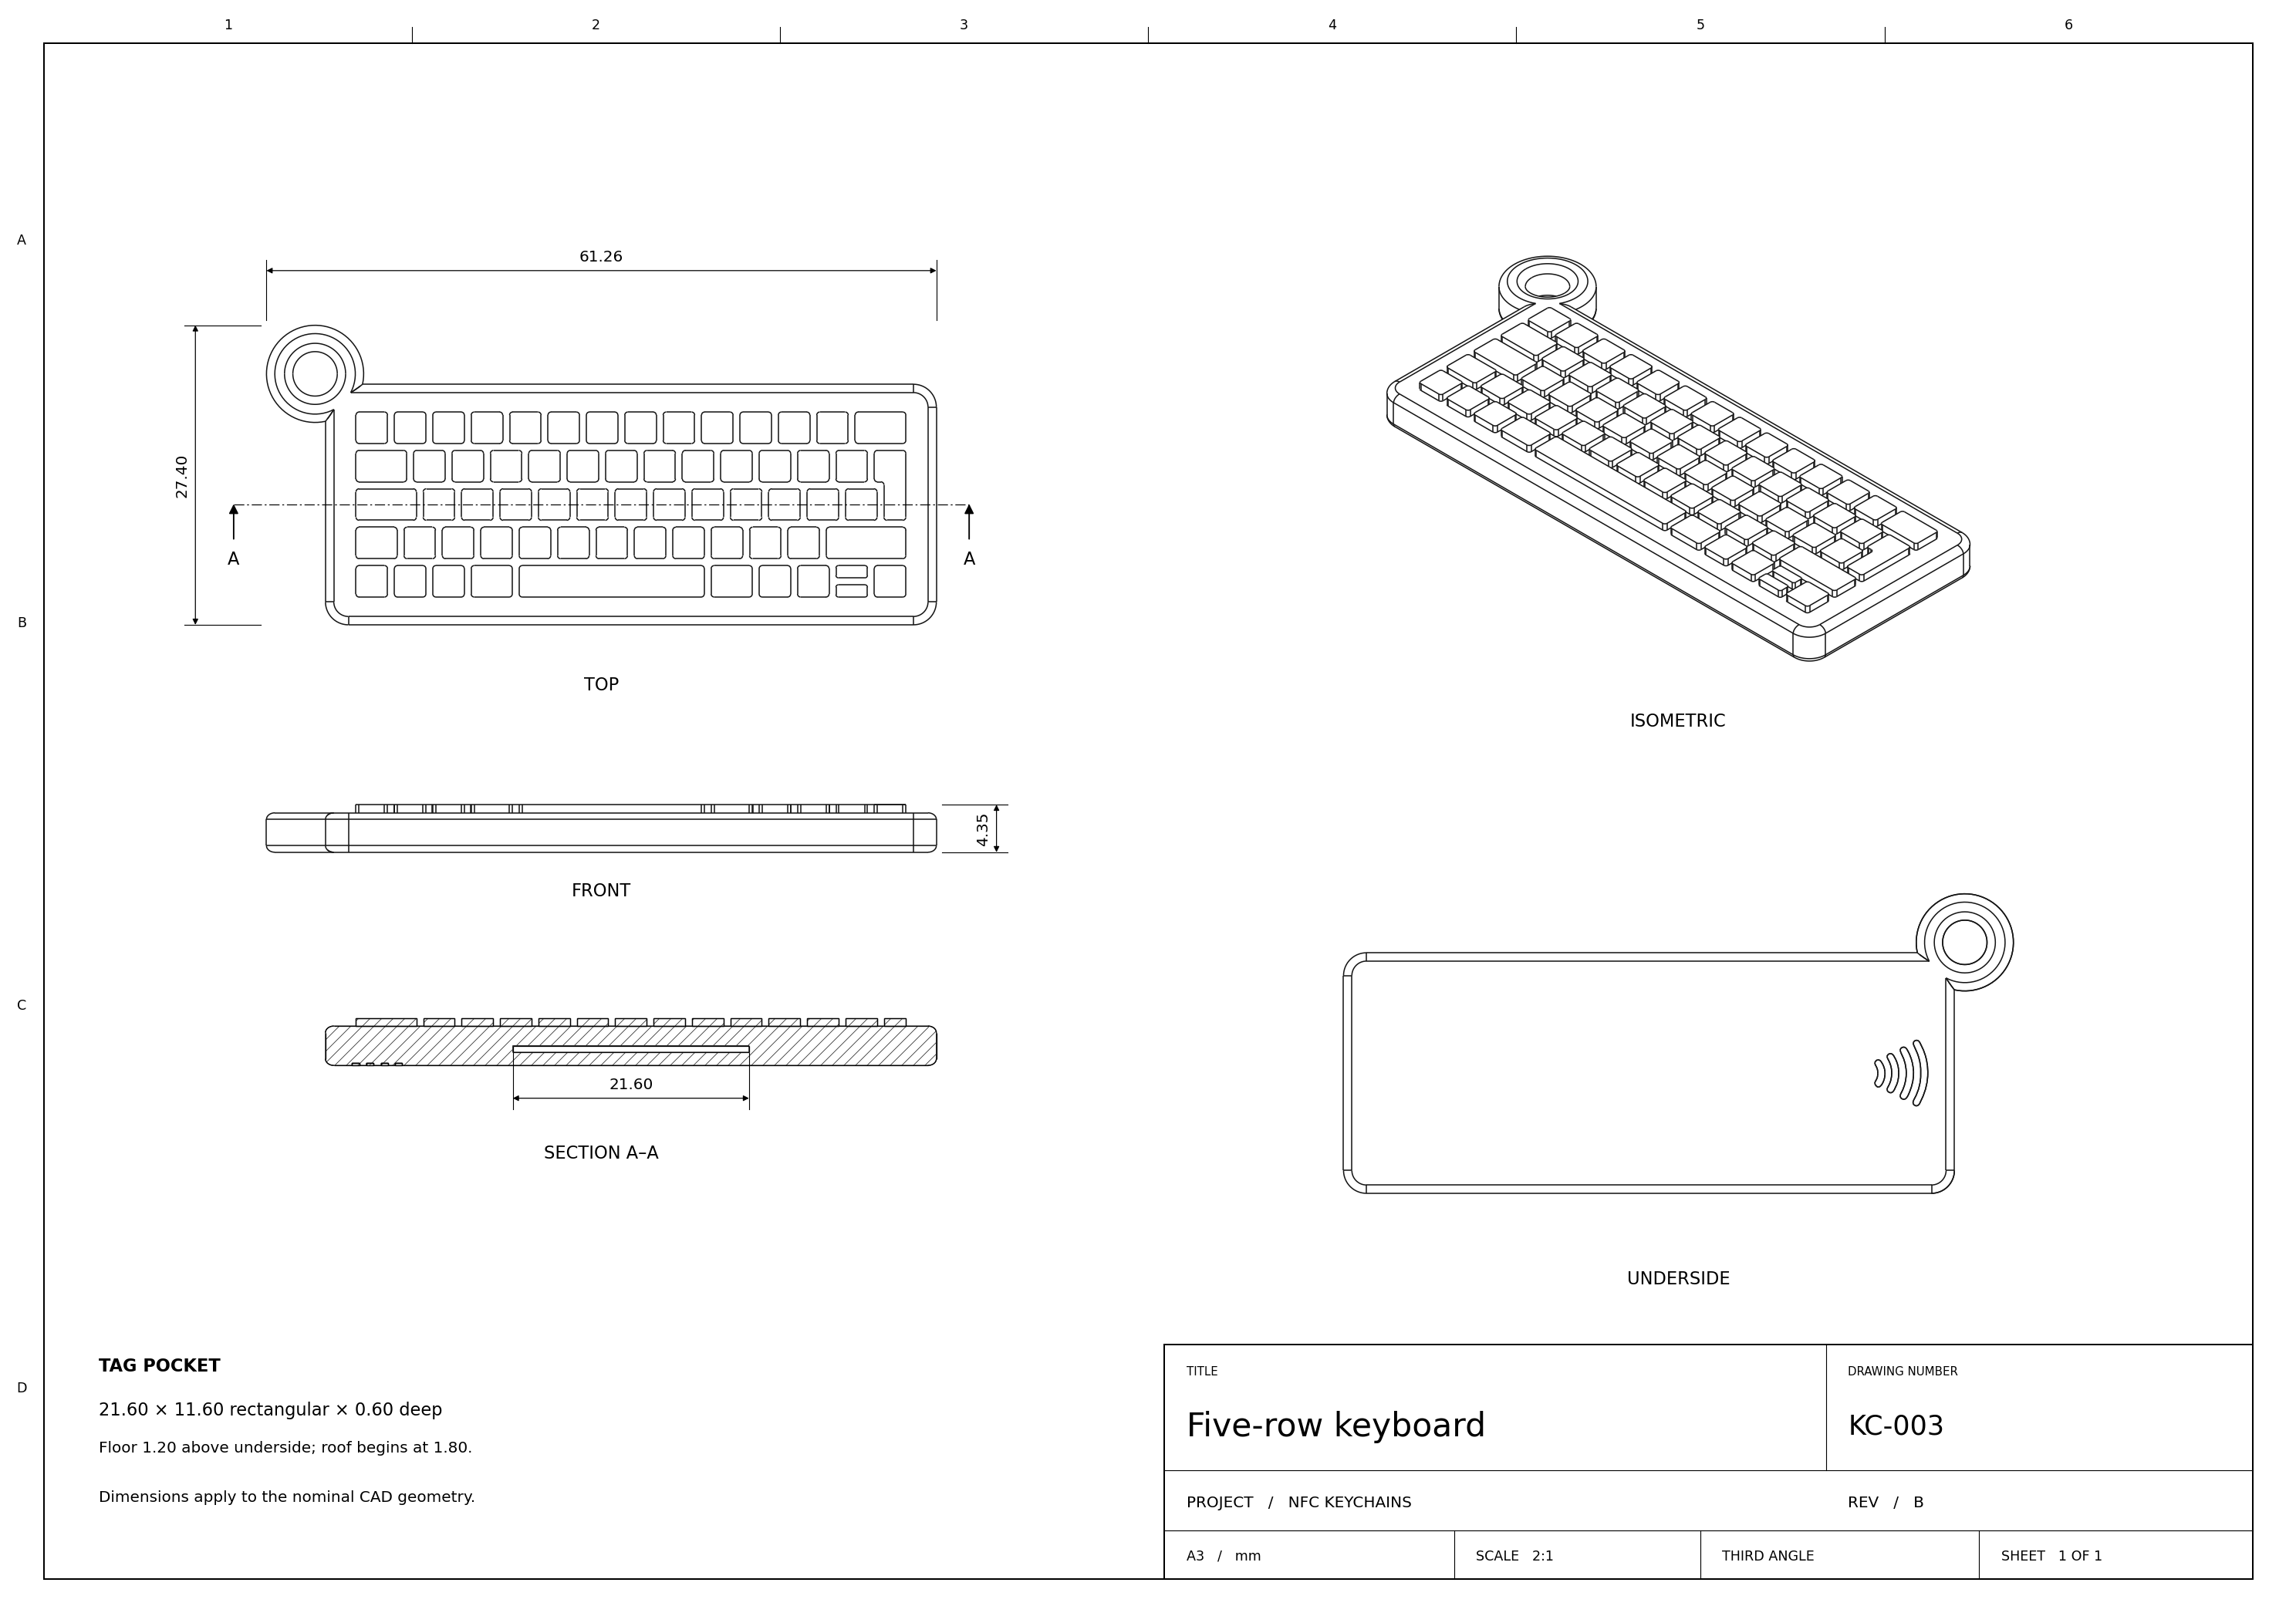 1 2 3 4 5 6
A
B
C
D
61.26
27.40
A A
TOP
ISOMETRIC
4.35
FRONT
21.60
SECTION A–A
UNDERSIDE
TAG POCKET
21.60 × 11.60 rectangular × 0.60 deep
Floor 1.20 above underside; roof begins at 1.80.
Dimensions apply to the nominal CAD geometry.
TITLE
Five-row keyboard
DRAWING NUMBER
KC-003
PROJECT / NFC KEYCHAINS
REV / B
A3 / mm
SCALE 2:1
THIRD ANGLE
SHEET 1 OF 1